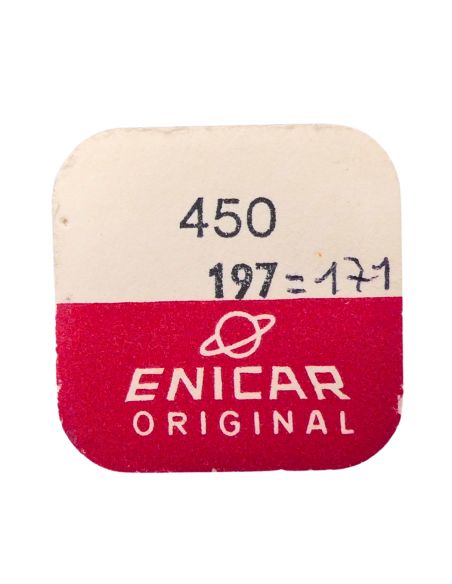 450
197 = 171
ENICAR
ORIGINAL